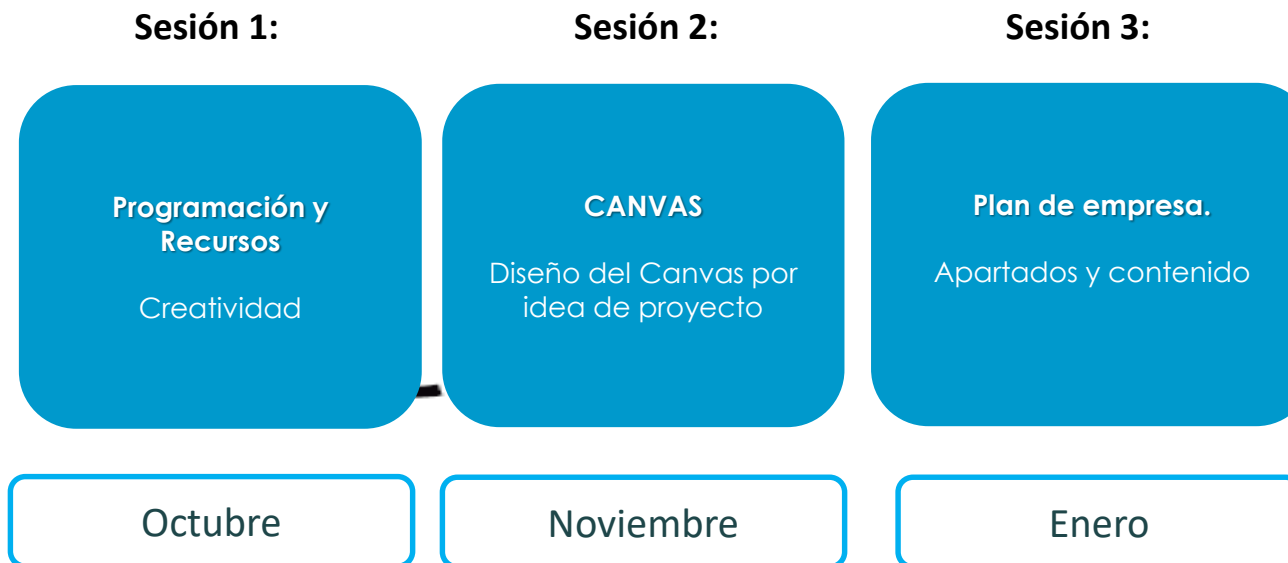 Sesión 1:
Sesión 2:
Sesión 3:
Programación y
Recursos
Creatividad
CANVAS
Diseño del Canvas por
idea de proyecto
Plan de empresa.
Apartados y contenido
Octubre
Noviembre
Enero